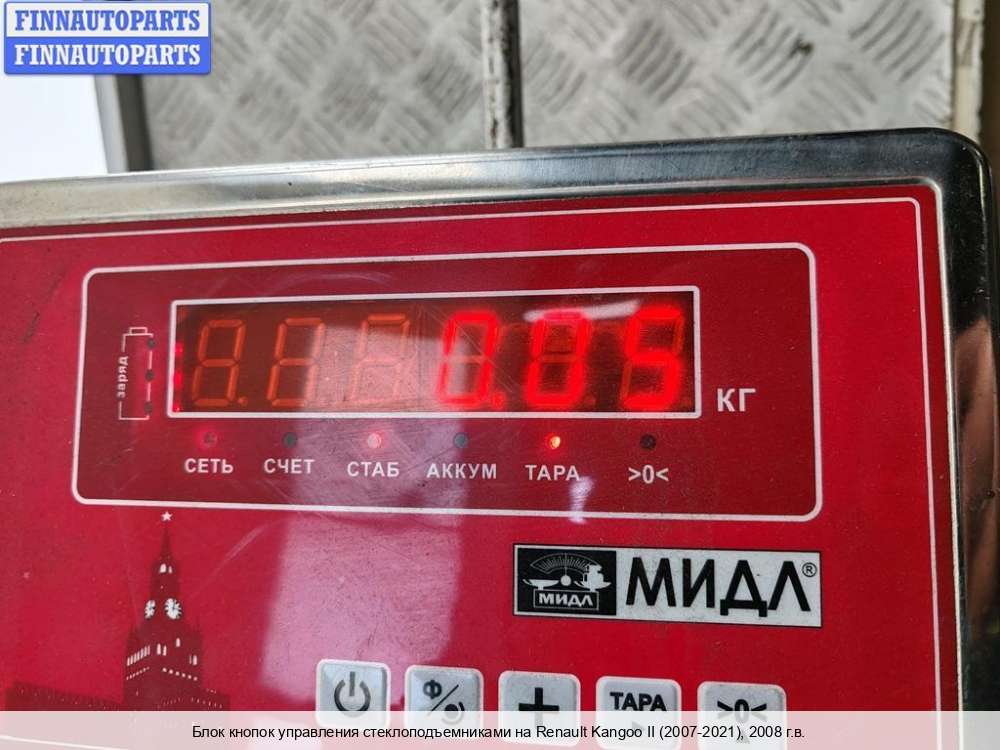 FINNAUTOPARTS
FINNAUTOPARTS
заряд
0.05
КГ
СЕТЬ СЧЕТ СТАБ АККУМ ТАРА >0<
МИДЛ
МИДЛ®
Ф
+
ТАРА
>0<
Блок кнопок управления стеклоподъемниками на Renault Kangoo II (2007-2021), 2008 г.в.